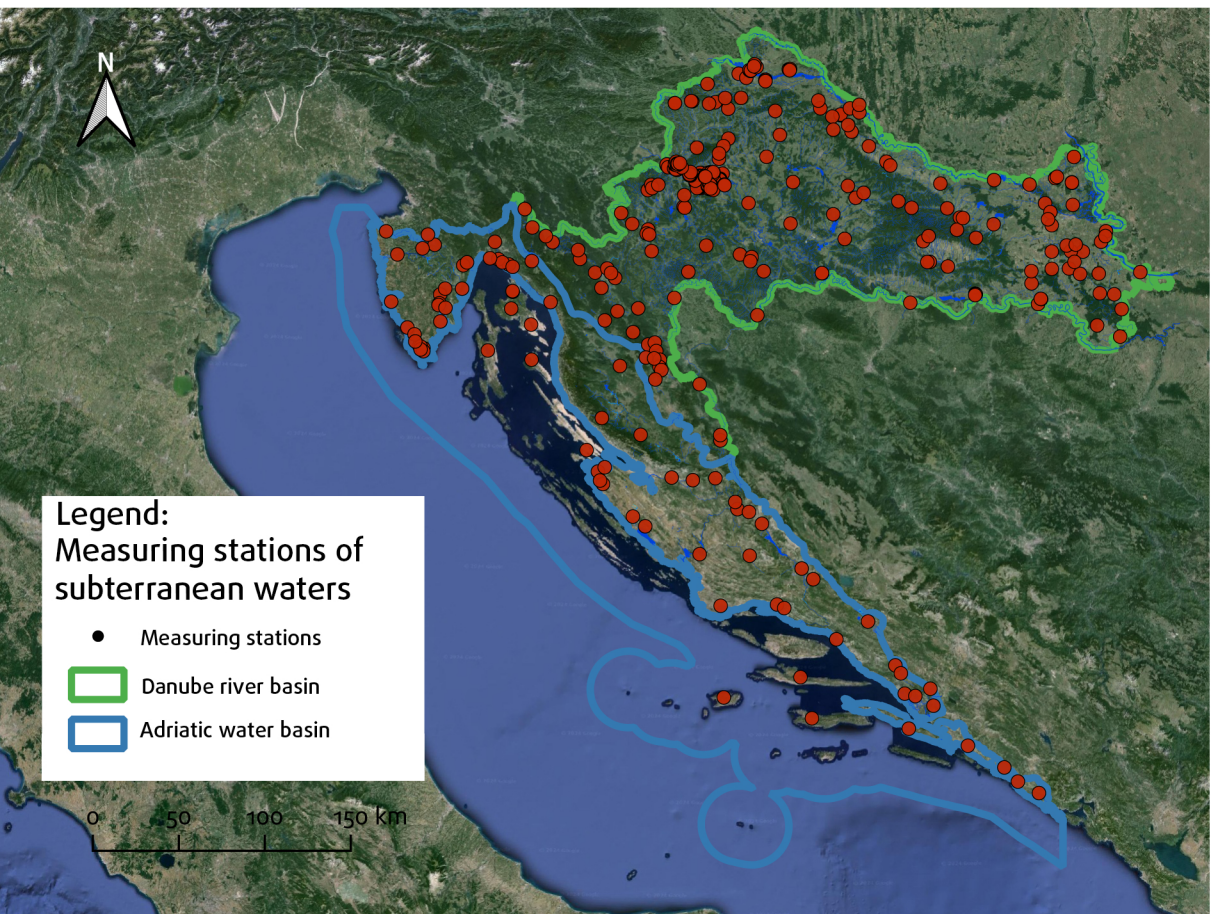 N
Legend:
Measuring stations of
subterranean waters
Measuring stations
Danube river basin
Adriatic water basin
0 50 100 150 km